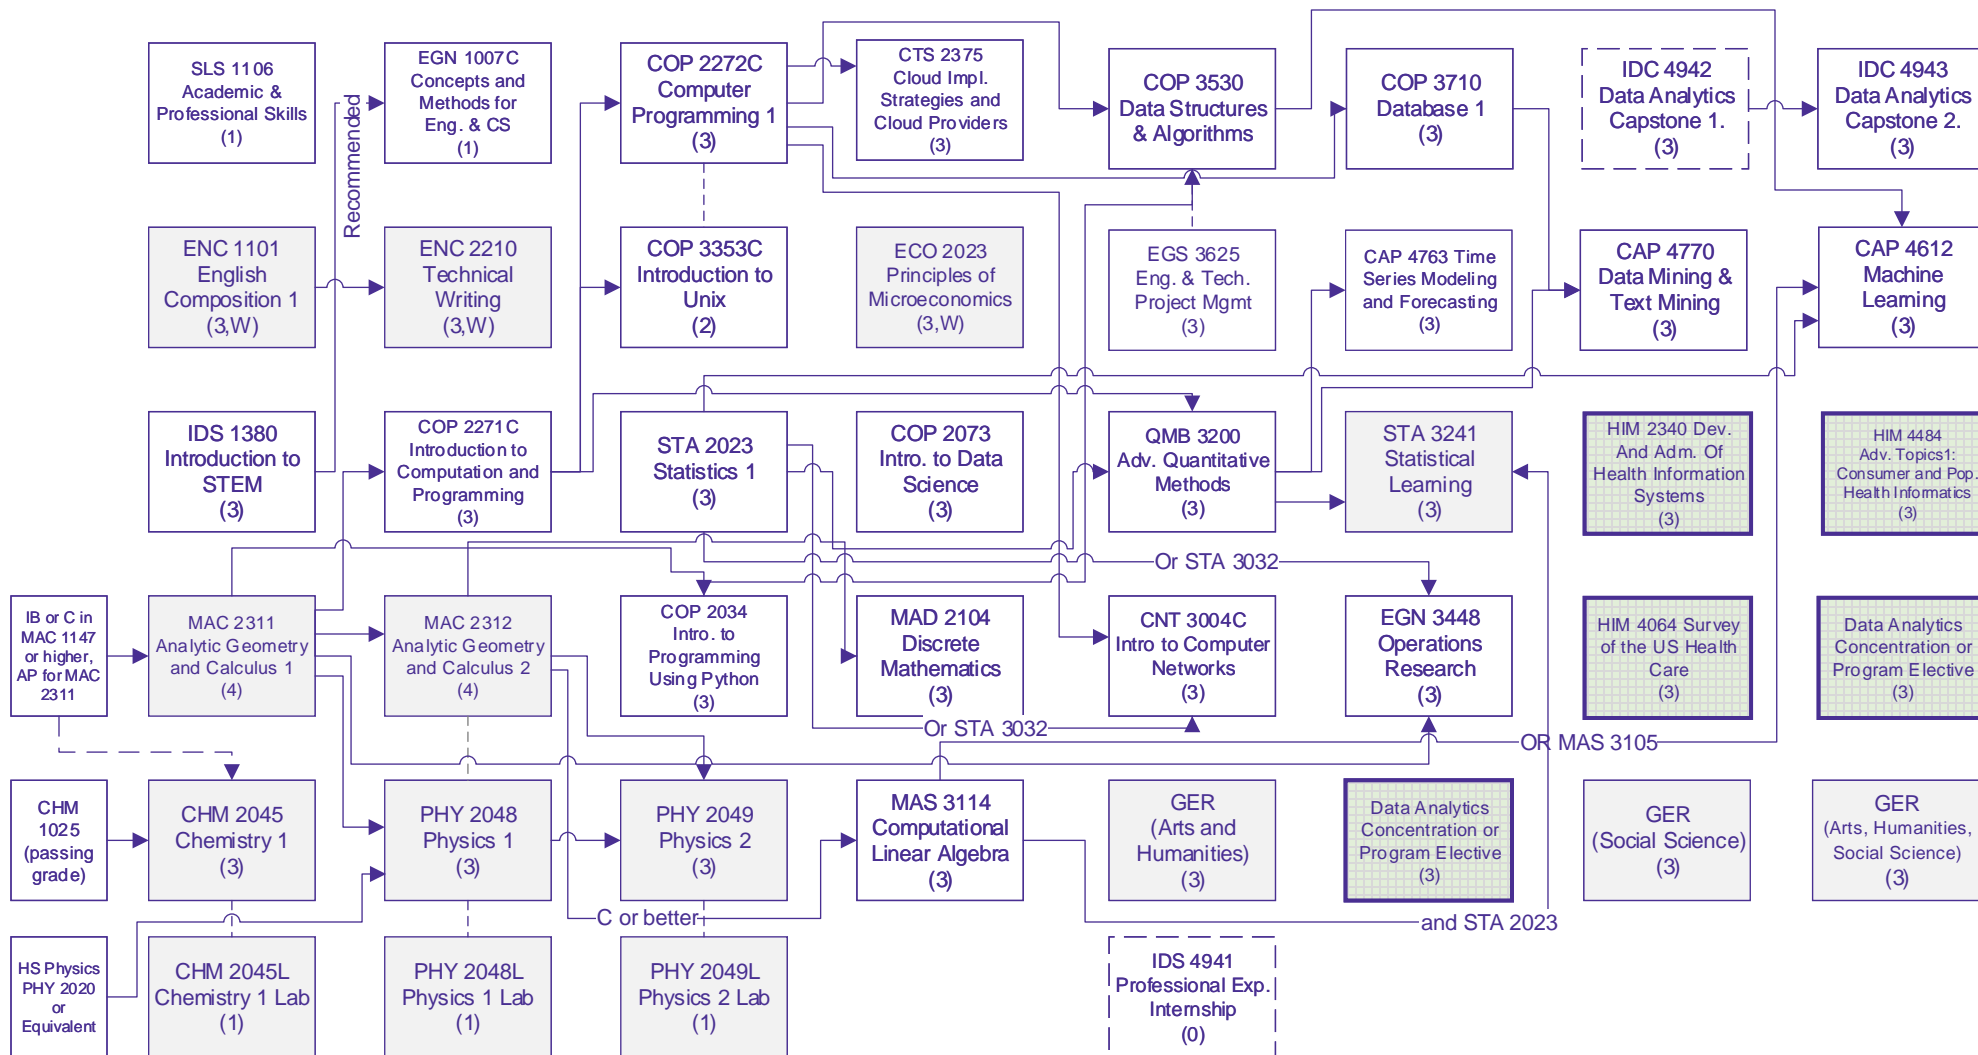 SLS 1106
Academic &
Professional Skills
(1)
EGN 1007C
Concepts and
Methods for
Eng. & CS
(1)
COP 2272C
Computer
Programming 1
(3)
CTS 2375
Cloud Impl.
Strategies and
Cloud Providers
(3)
COP 3530
Data Structures
& Algorithms
COP 3710
Database 1
(3)
IDC 4942
Data Analytics
Capstone 1.
(3)
IDC 4943
Data Analytics
Capstone 2.
(3)
Recommended
ENC 1101
English
Composition 1
(3,W)
ENC 2210
Technical
Writing
(3,W)
COP 3353C
Introduction to
Unix
(2)
ECO 2023
Principles of
Microeconomics
(3,W)
EGS 3625
Eng. & Tech.
Project Mgmt
(3)
CAP 4763 Time
Series Modeling
and Forecasting
(3)
CAP 4770
Data Mining &
Text Mining
(3)
CAP 4612
Machine
Learning
(3)
IDS 1380
Introduction to
STEM
(3)
COP 2271C
Introduction to
Computation and
Programming
(3)
STA 2023
Statistics 1
(3)
COP 2073
Intro. to Data
Science
(3)
QMB 3200
Adv. Quantitative
Methods
(3)
STA 3241
Statistical
Learning
(3)
HIM 2340 Dev.
And Adm. Of
Health Information
Systems
(3)
HIM 4484
Adv. Topics1:
Consumer and Pop.
Health Informatics
(3)
Or STA 3032
IB or C in
MAC 1147
or higher,
AP for MAC
2311
MAC 2311
Analytic Geometry
and Calculus 1
(4)
MAC 2312
Analytic Geometry
and Calculus 2
(4)
COP 2034
Intro. to
Programming
Using Python
(3)
MAD 2104
Discrete
Mathematics
(3)
CNT 3004C
Intro to Computer
Networks
(3)
EGN 3448
Operations
Research
(3)
HIM 4064 Survey
of the US Health
Care
(3)
Data Analytics
Concentration or
Program Elective
(3)
Or STA 3032
OR MAS 3105
CHM
1025
(passing
grade)
CHM 2045
Chemistry 1
(3)
PHY 2048
Physics 1
(3)
PHY 2049
Physics 2
(3)
MAS 3114
Computational
Linear Algebra
(3)
GER
(Arts and
Humanities)
(3)
Data Analytics
Concentration or
Program Elective
(3)
GER
(Social Science)
(3)
GER
(Arts, Humanities,
Social Science)
(3)
C or better
and STA 2023
HS Physics
PHY 2020
or
Equivalent
CHM 2045L
Chemistry 1 Lab
(1)
PHY 2048L
Physics 1 Lab
(1)
PHY 2049L
Physics 2 Lab
(1)
IDS 4941
Professional Exp.
Internship
(0)